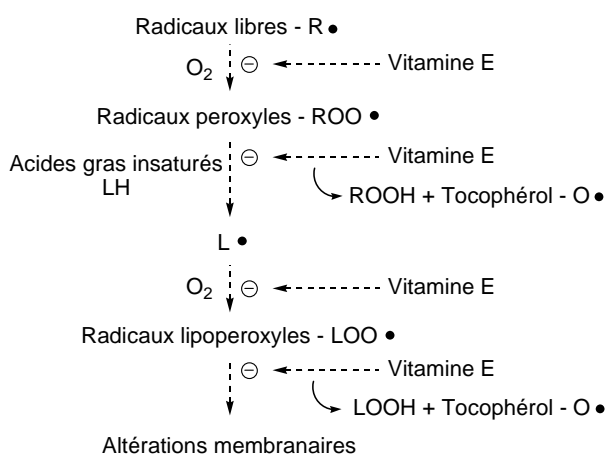 Radicaux libres - R •
O2 ⊖ Vitamine E
Radicaux peroxyles - ROO •
⊖ Vitamine E
Acides gras insaturés
LH
ROOH + Tocophérol - O •
L •
O2 ⊖ Vitamine E
Radicaux lipoperoxyles - LOO •
⊖ Vitamine E
LOOH + Tocophérol - O •
Altérations membranaires